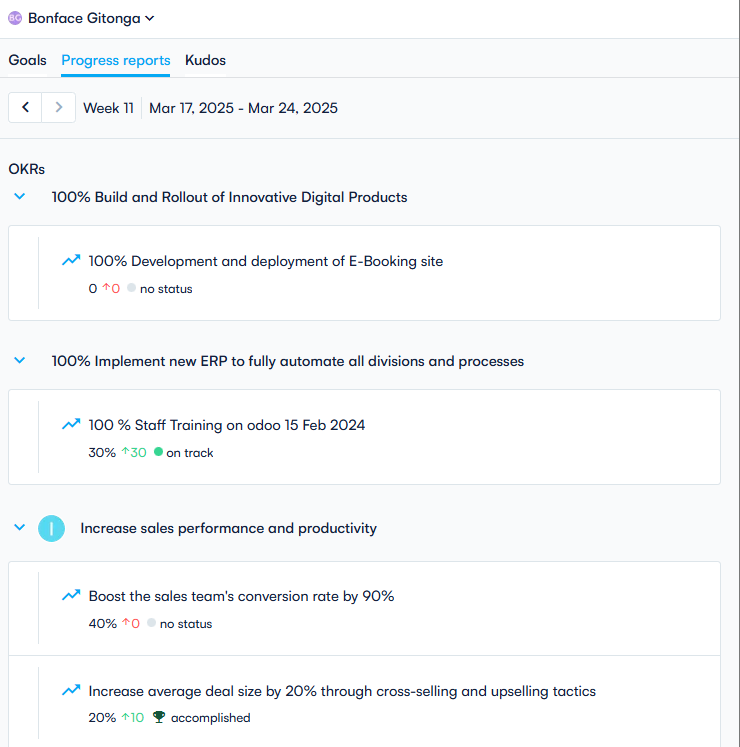 BG Bonface Gitonga
Goals Progress reports Kudos
Week 11 Mar 17, 2025 - Mar 24, 2025
OKRs
100% Build and Rollout of Innovative Digital Products
100% Development and deployment of E-Booking site
0 ↑0 no status
100% Implement new ERP to fully automate all divisions and processes
100 % Staff Training on odoo 15 Feb 2024
30% ↑30 on track
I Increase sales performance and productivity
Boost the sales team's conversion rate by 90%
40% ↑0 no status
Increase average deal size by 20% through cross-selling and upselling tactics
20% ↑10 accomplished